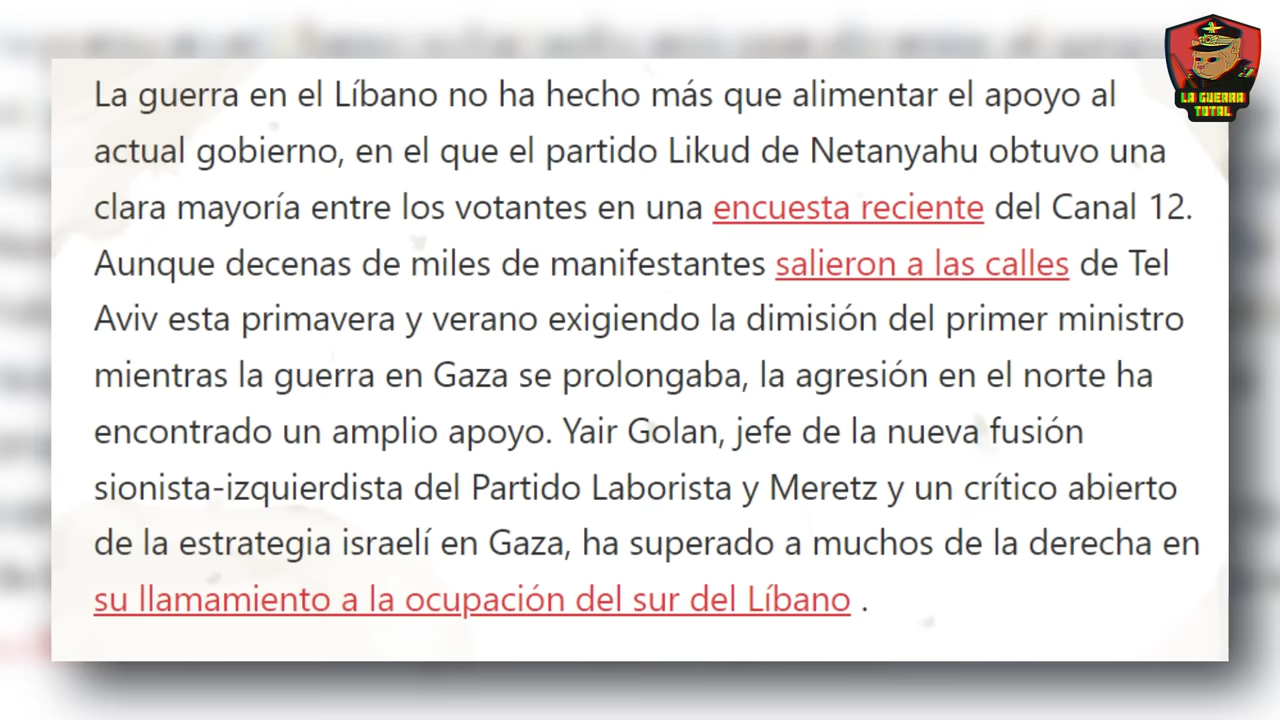 La guerra en el Líbano no ha hecho más que alimentar el apoyo al
actual gobierno, en el que el partido Likud de Netanyahu obtuvo una
clara mayoría entre los votantes en una encuesta reciente del Canal 12.
Aunque decenas de miles de manifestantes salieron a las calles de Tel
Aviv esta primavera y verano exigiendo la dimisión del primer ministro
mientras la guerra en Gaza se prolongaba, la agresión en el norte ha
encontrado un amplio apoyo. Yair Golan, jefe de la nueva fusión
sionista-izquierdista del Partido Laborista y Meretz y un crítico abierto
de la estrategia israelí en Gaza, ha superado a muchos de la derecha en
su llamamiento a la ocupación del sur del Líbano .
LA GUERRA
TOTAL